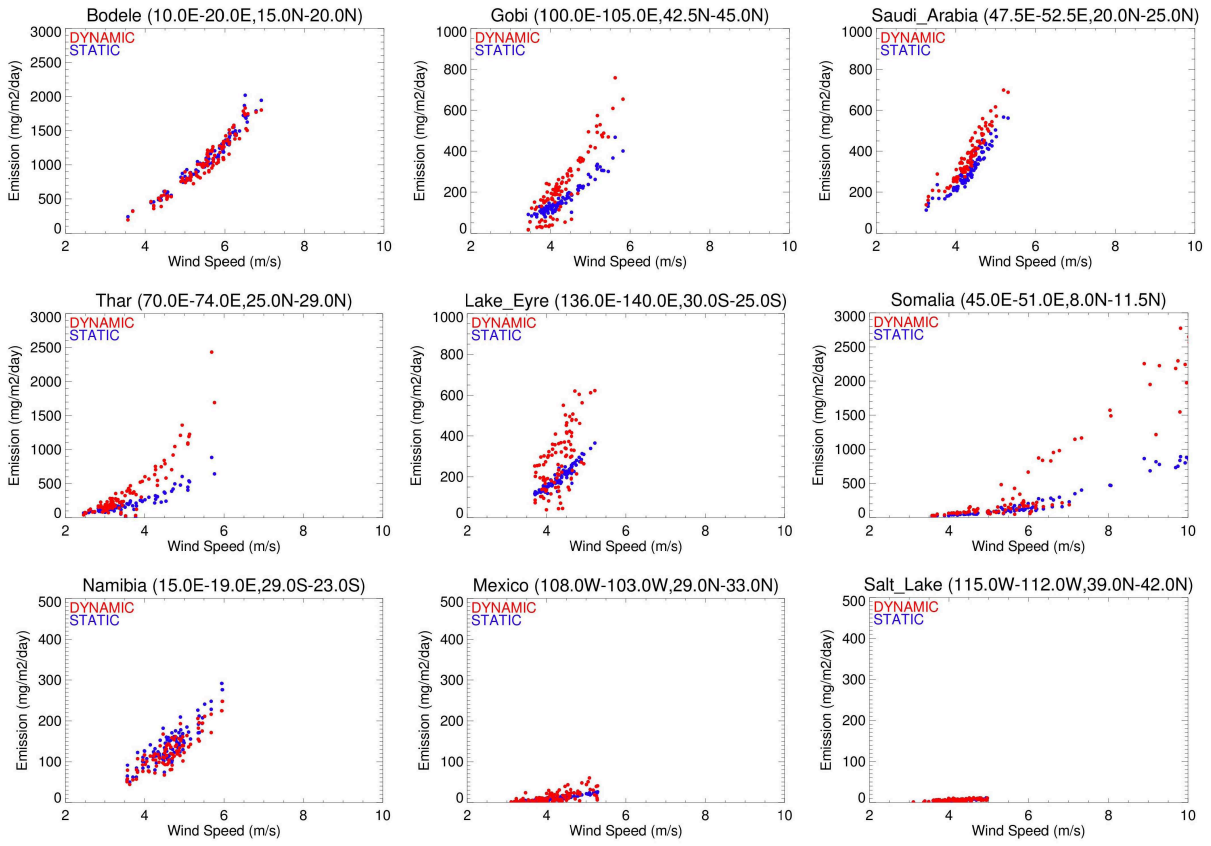 Bodele (10.0E-20.0E,15.0N-20.0N)
DYNAMIC
STATIC
Emission (mg/m2/day)
3000
2500
2000
1500
1000
500
0
2 4 6 8 10
Wind Speed (m/s)
Gobi (100.0E-105.0E,42.5N-45.0N)
DYNAMIC
STATIC
Emission (mg/m2/day)
1000
800
600
400
200
0
2 4 6 8 10
Wind Speed (m/s)
Saudi_Arabia (47.5E-52.5E,20.0N-25.0N)
DYNAMIC
STATIC
Emission (mg/m2/day)
1000
800
600
400
200
0
2 4 6 8 10
Wind Speed (m/s)
Thar (70.0E-74.0E,25.0N-29.0N)
DYNAMIC
STATIC
Emission (mg/m2/day)
3000
2500
2000
1500
1000
500
0
2 4 6 8 10
Wind Speed (m/s)
Lake_Eyre (136.0E-140.0E,30.0S-25.0S)
DYNAMIC
STATIC
Emission (mg/m2/day)
1000
800
600
400
200
0
2 4 6 8 10
Wind Speed (m/s)
Somalia (45.0E-51.0E,8.0N-11.5N)
DYNAMIC
STATIC
Emission (mg/m2/day)
3000
2500
2000
1500
1000
500
0
2 4 6 8 10
Wind Speed (m/s)
Namibia (15.0E-19.0E,29.0S-23.0S)
DYNAMIC
STATIC
Emission (mg/m2/day)
500
400
300
200
100
0
2 4 6 8 10
Wind Speed (m/s)
Mexico (108.0W-103.0W,29.0N-33.0N)
DYNAMIC
STATIC
Emission (mg/m2/day)
500
400
300
200
100
0
2 4 6 8 10
Wind Speed (m/s)
Salt_Lake (115.0W-112.0W,39.0N-42.0N)
DYNAMIC
STATIC
Emission (mg/m2/day)
500
400
300
200
100
0
2 4 6 8 10
Wind Speed (m/s)